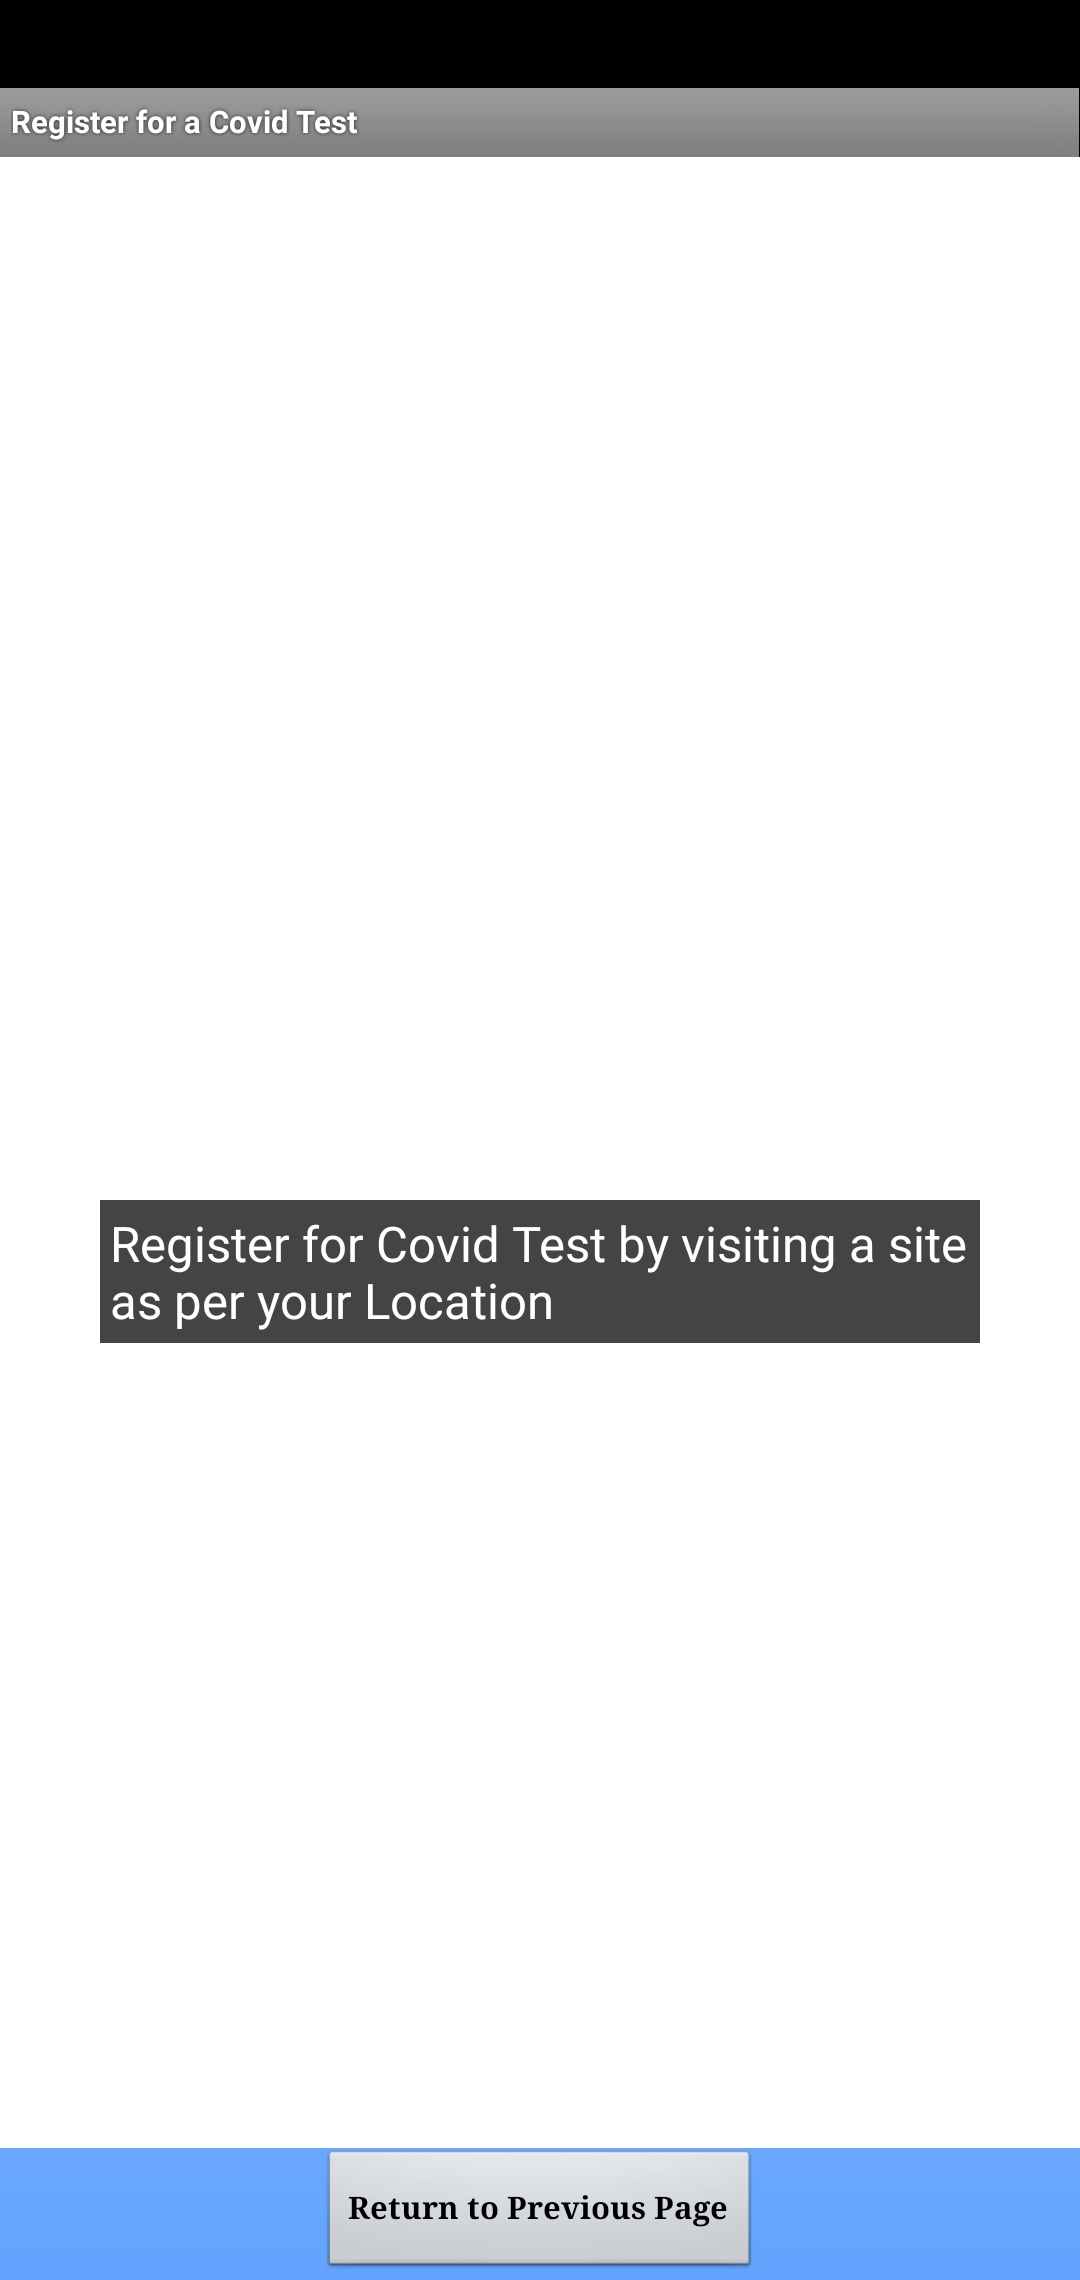 Register for a Covid Test
Register for Covid Test by visiting a site
as per your Location
Return to Previous Page